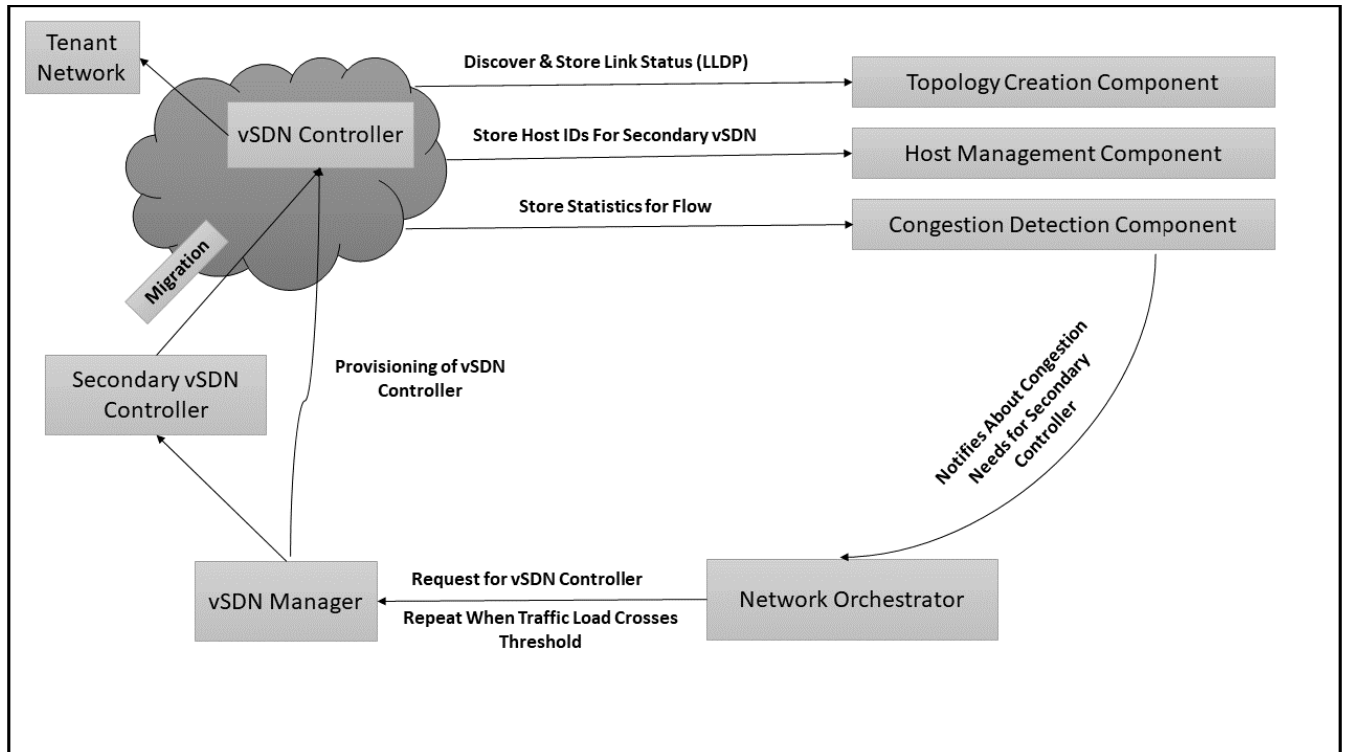 Tenant
Network
Discover & Store Link Status (LLDP)
Topology Creation Component
vSDN Controller
Store Host IDs For Secondary vSDN
Host Management Component
Store Statistics for Flow
Congestion Detection Component
Migration
Provisioning of vSDN
Controller
Secondary vSDN
Controller
Notifies About Congestion
Needs for Secondary
Controller
vSDN Manager
Request for vSDN Controller
Repeat When Traffic Load Crosses
Threshold
Network Orchestrator